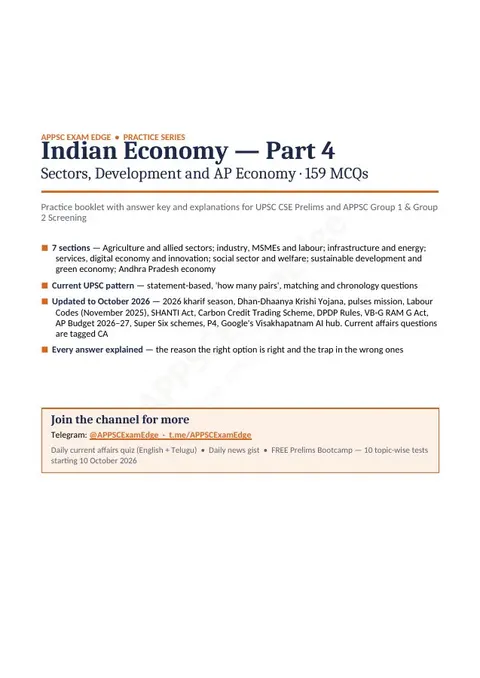 APPSC EXAM EDGE ● PRACTICE SERIES
Indian Economy — Part 4
Sectors, Development and AP Economy · 159 MCQs
Practice booklet with answer key and explanations for UPSC CSE Prelims and APPSC Group 1 & Group
2 Screening
■ 7 sections — Agriculture and allied sectors; industry, MSMEs and labour; infrastructure and energy;
services, digital economy and innovation; social sector and welfare; sustainable development and
green economy; Andhra Pradesh economy
■ Current UPSC pattern — statement-based, 'how many pairs', matching and chronology questions
■ Updated to October 2026 — 2026 kharif season, Dhan-Dhaanya Krishi Yojana, pulses mission, Labour
Codes (November 2025), SHANTI Act, Carbon Credit Trading Scheme, DPDP Rules, VB-G RAM G Act,
AP Budget 2026–27, Super Six schemes, P4, Google's Visakhapatnam AI hub. Current affairs questions
are tagged CA
■ Every answer explained — the reason the right option is right and the trap in the wrong ones
Join the channel for more
Telegram: @APPSCExamEdge · t.me/APPSCExamEdge
Daily current affairs quiz (English + Telugu) ● Daily news gist ● FREE Prelims Bootcamp — 10 topic-wise tests
starting 10 October 2026